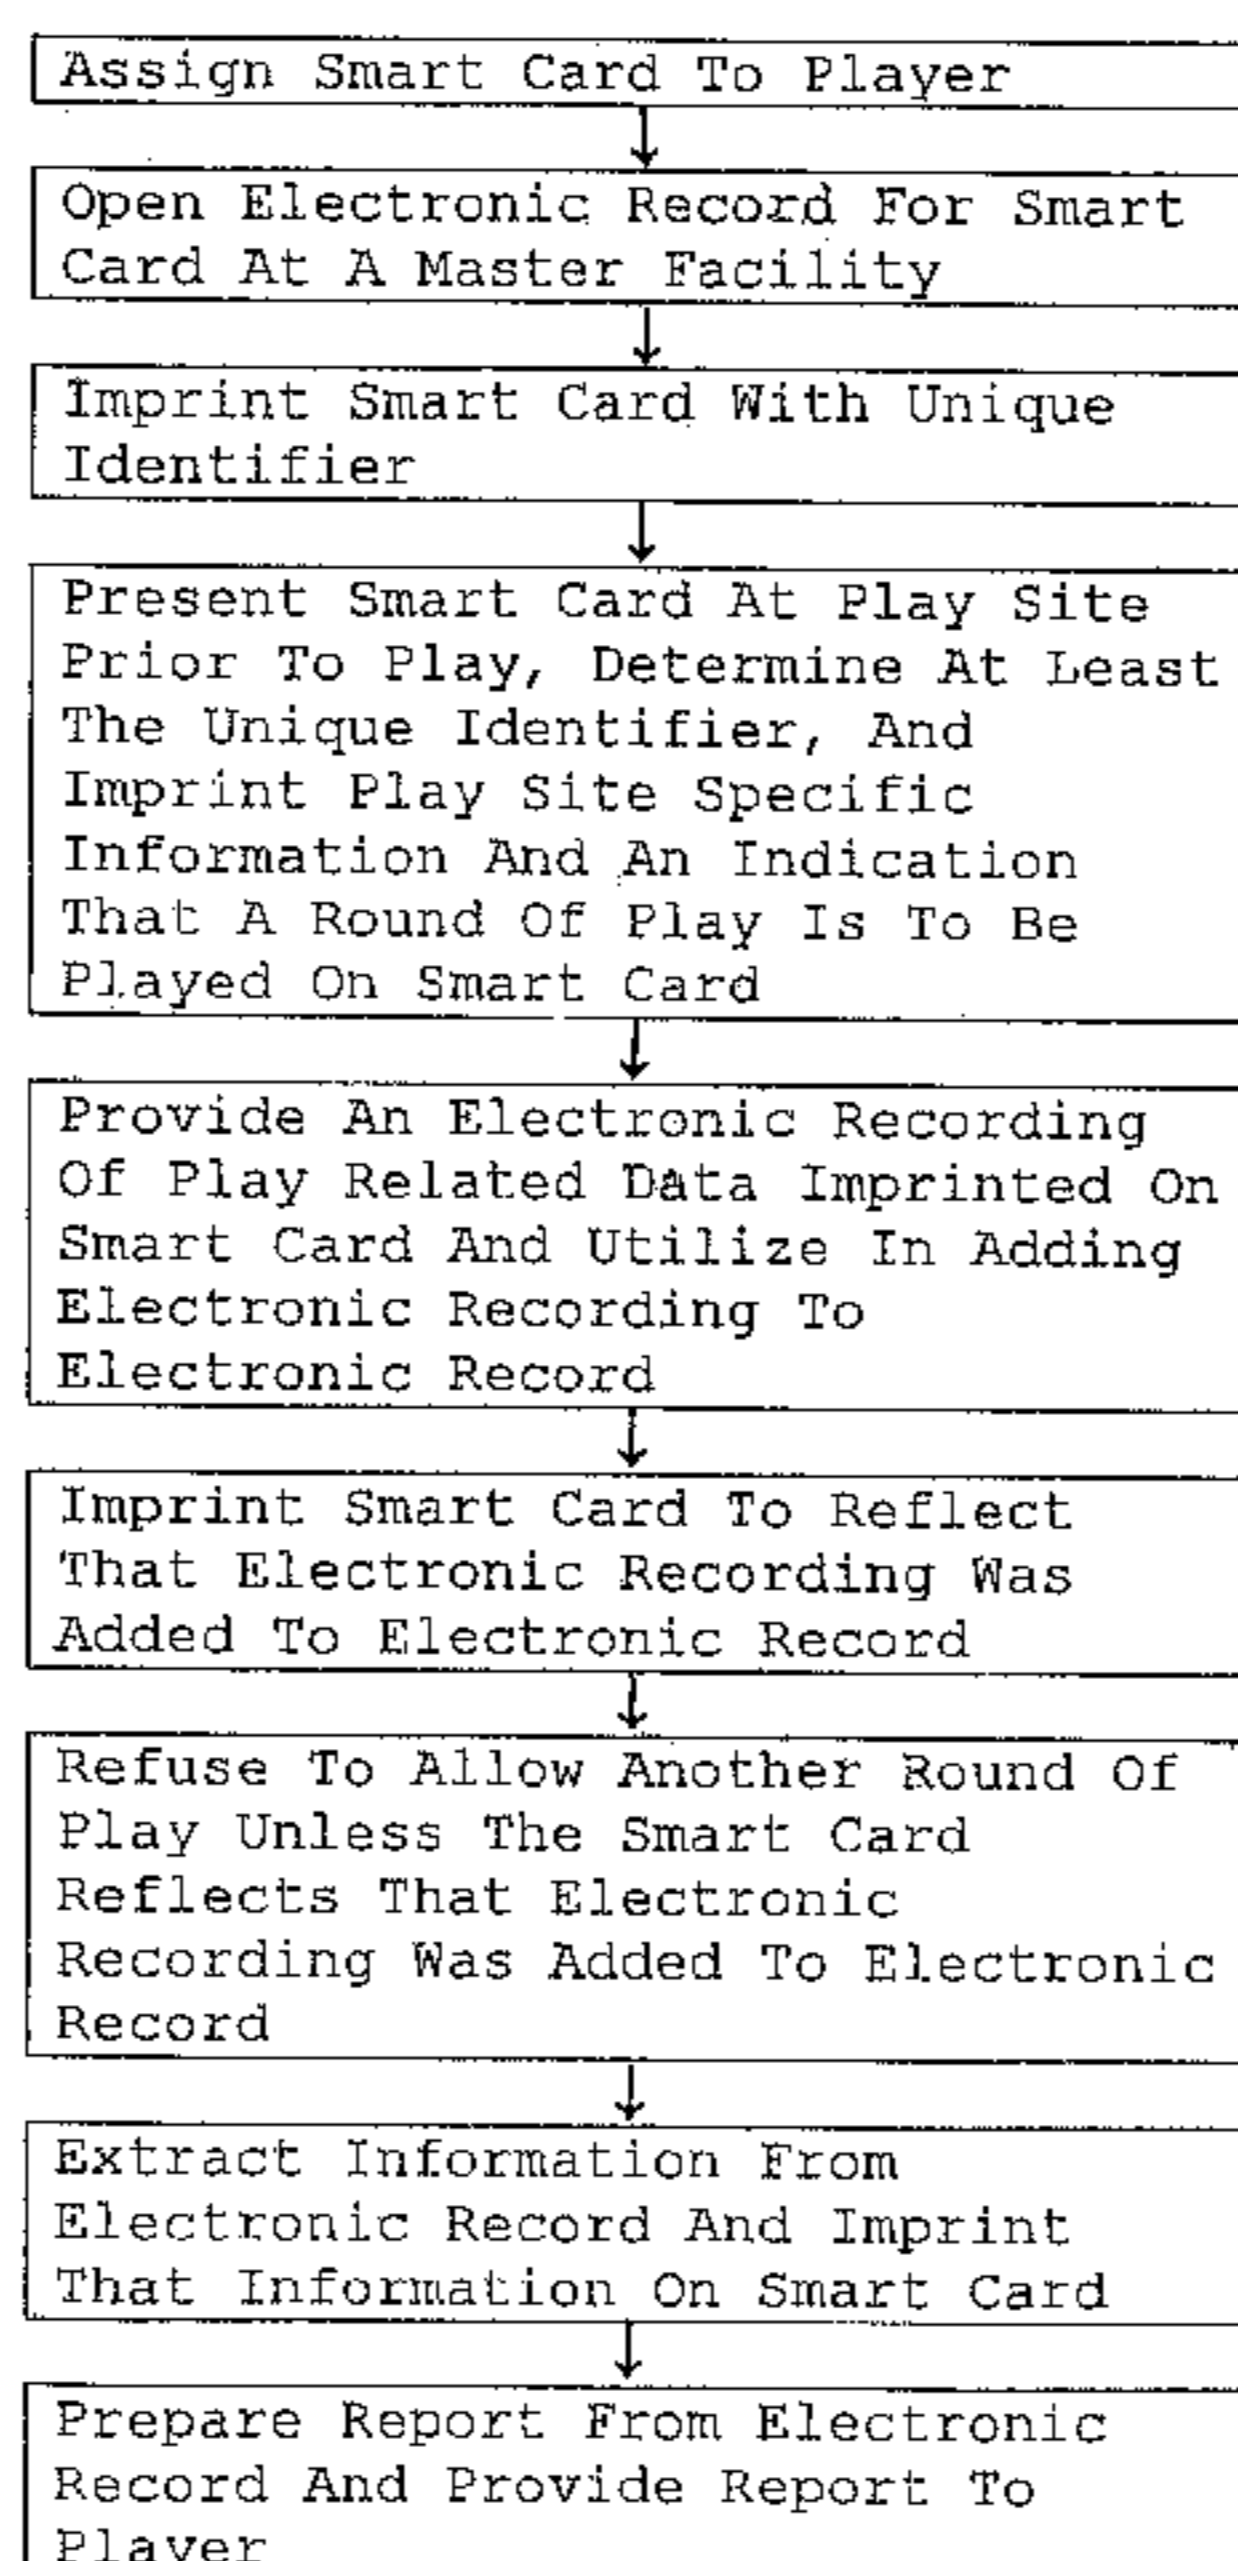 Assign Smart Card To Player
Open Electronic Record For Smart
Card At A Master Facility
Imprint Smart Card With Unique
Identifier
Present Smart Card At Play Site
Prior To Play, Determine At Least
The Unique Identifier, And
Imprint Play Site Specific
Information And An Indication
That A Round Of Play Is To Be
Played On Smart Card
Provide An Electronic Recording
Of Play Related Data Imprinted On
Smart Card And Utilize In Adding
Electronic Recording To
Electronic Record
Imprint Smart Card To Reflect
That Electronic Recording Was
Added To Electronic Record
Refuse To Allow Another Round Of
Play Unless The Smart Card
Reflects That Electronic
Recording Was Added To Electronic
Record
Extract Information From
Electronic Record And Imprint
That Information On Smart Card
Prepare Report From Electronic
Record And Provide Report To
Player